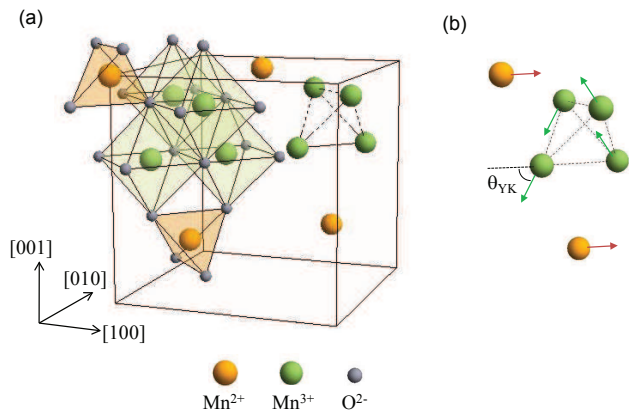 (a)
(b)
θYK
[001]
[010]
[100]
Mn2+
Mn3+
O2-